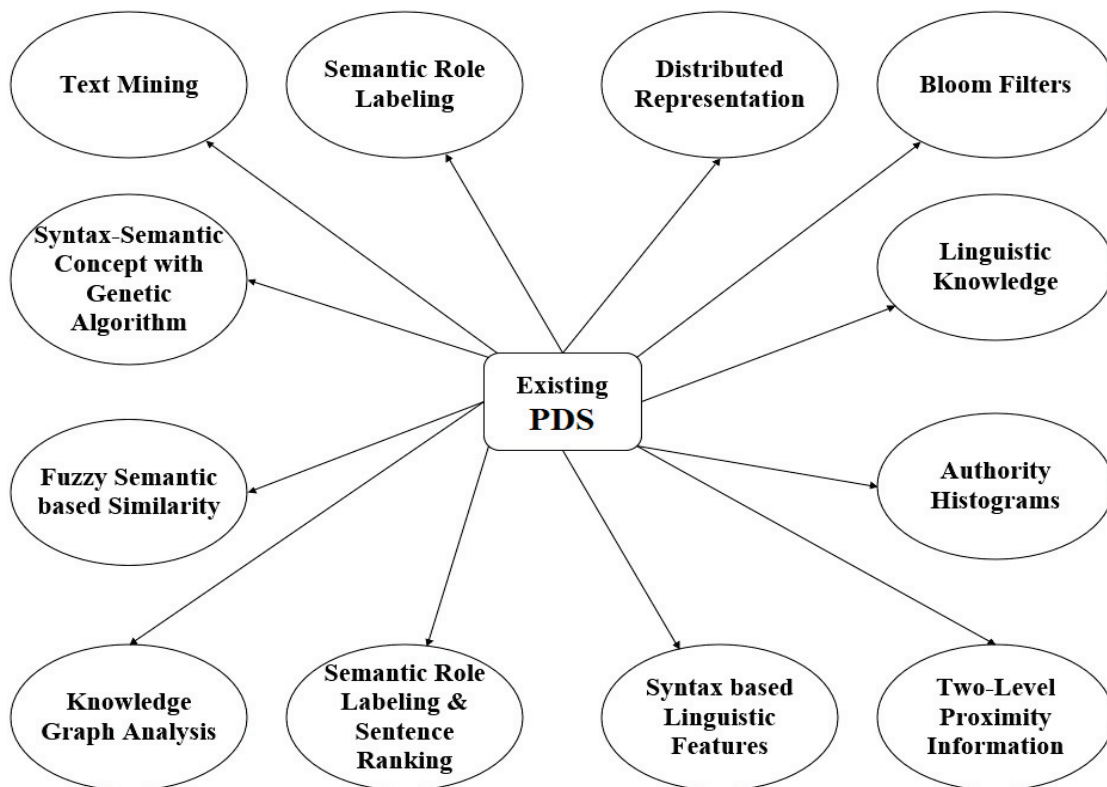 Text Mining
Semantic Role
Labeling
Distributed
Representation
Bloom Filters
Syntax-Semantic
Concept with
Genetic
Algorithm
Linguistic
Knowledge
Existing
PDS
Fuzzy Semantic
based Similarity
Authority
Histograms
Knowledge
Graph Analysis
Semantic Role
Labeling &
Sentence
Ranking
Syntax based
Linguistic
Features
Two-Level
Proximity
Information